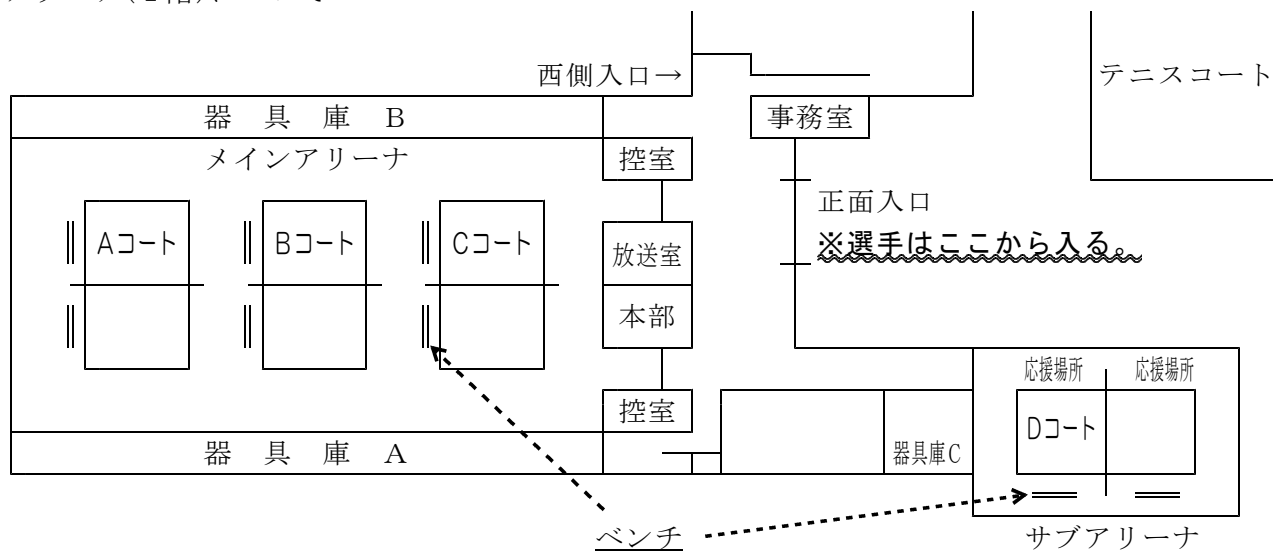 西側入口→
テニスコート
器具庫B
事務室
メインアリーナ
控室
正面入口
※選手はここから入る。
Aコート
Bコート
Cコート
放送室
本部
応援場所
応援場所
控室
Dコート
器具庫A
器具庫C
ベンチ
サブアリーナ